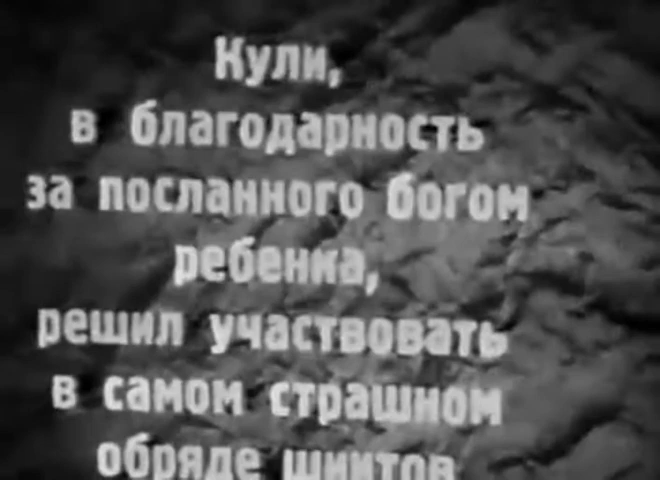 Кули,
в благодарность
за посланного богом
ребенка,
решил участвовать
в самом страшном
обряде шиитов